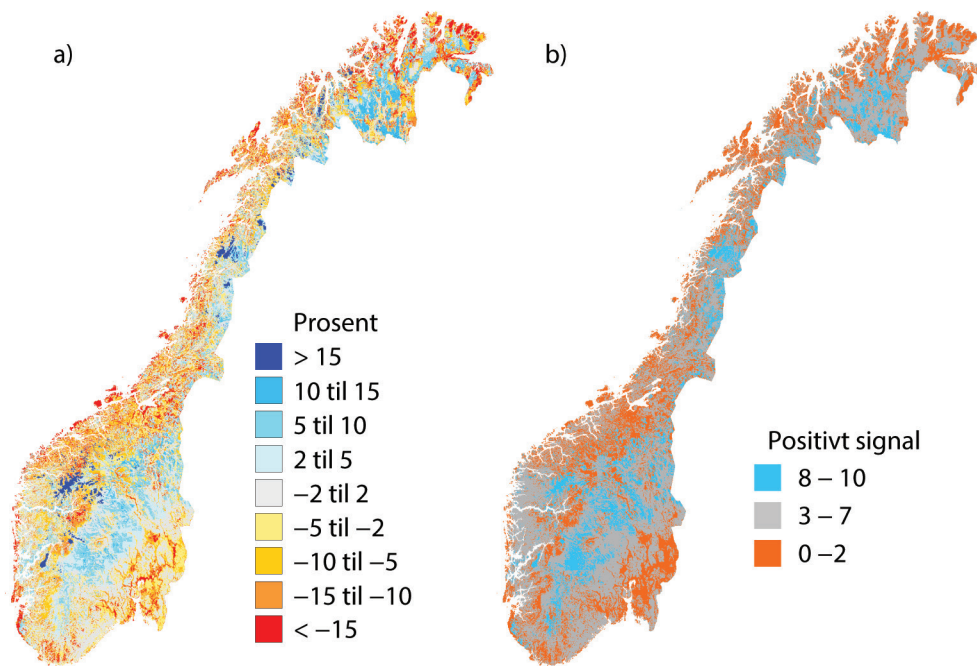 a)
Prosent
> 15
10 til 15
5 til 10
2 til 5
−2 til 2
−5 til −2
−10 til −5
−15 til −10
< −15
b)
Positivt signal
8 – 10
3 – 7
0 –2